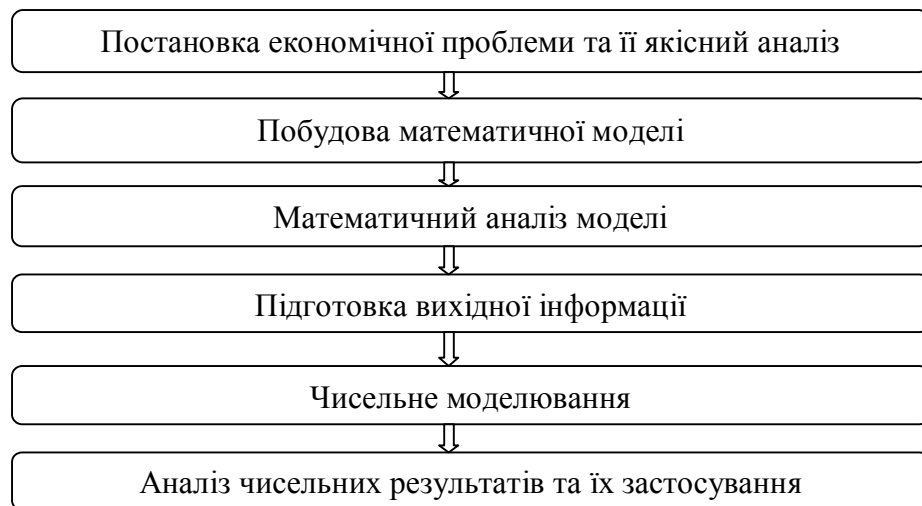 Постановка економічної проблеми та її якісний аналіз
Побудова математичної моделі
Математичний аналіз моделі
Підготовка вихідної інформації
Чисельне моделювання
Аналіз чисельних результатів та їх застосування